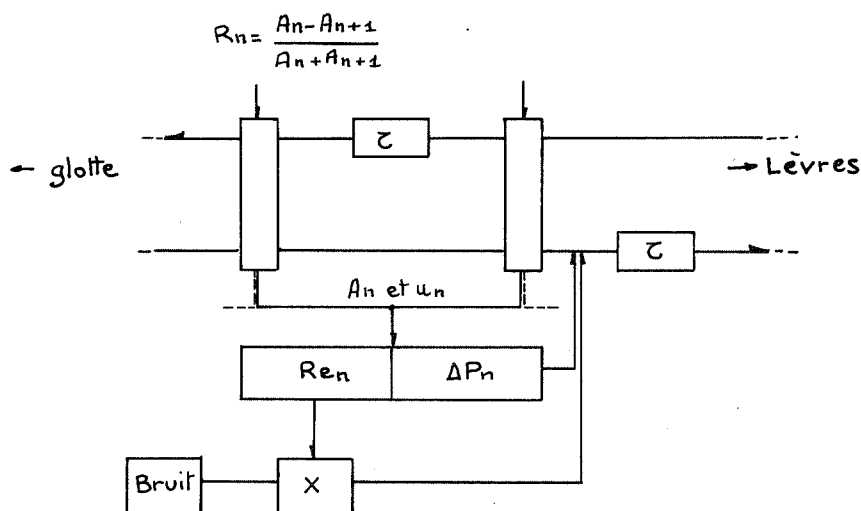 Rn= An-An+1
An+An+1
τ
← glotte
→ Lèvres
τ
An et un
Ren
ΔPn
Bruit
X